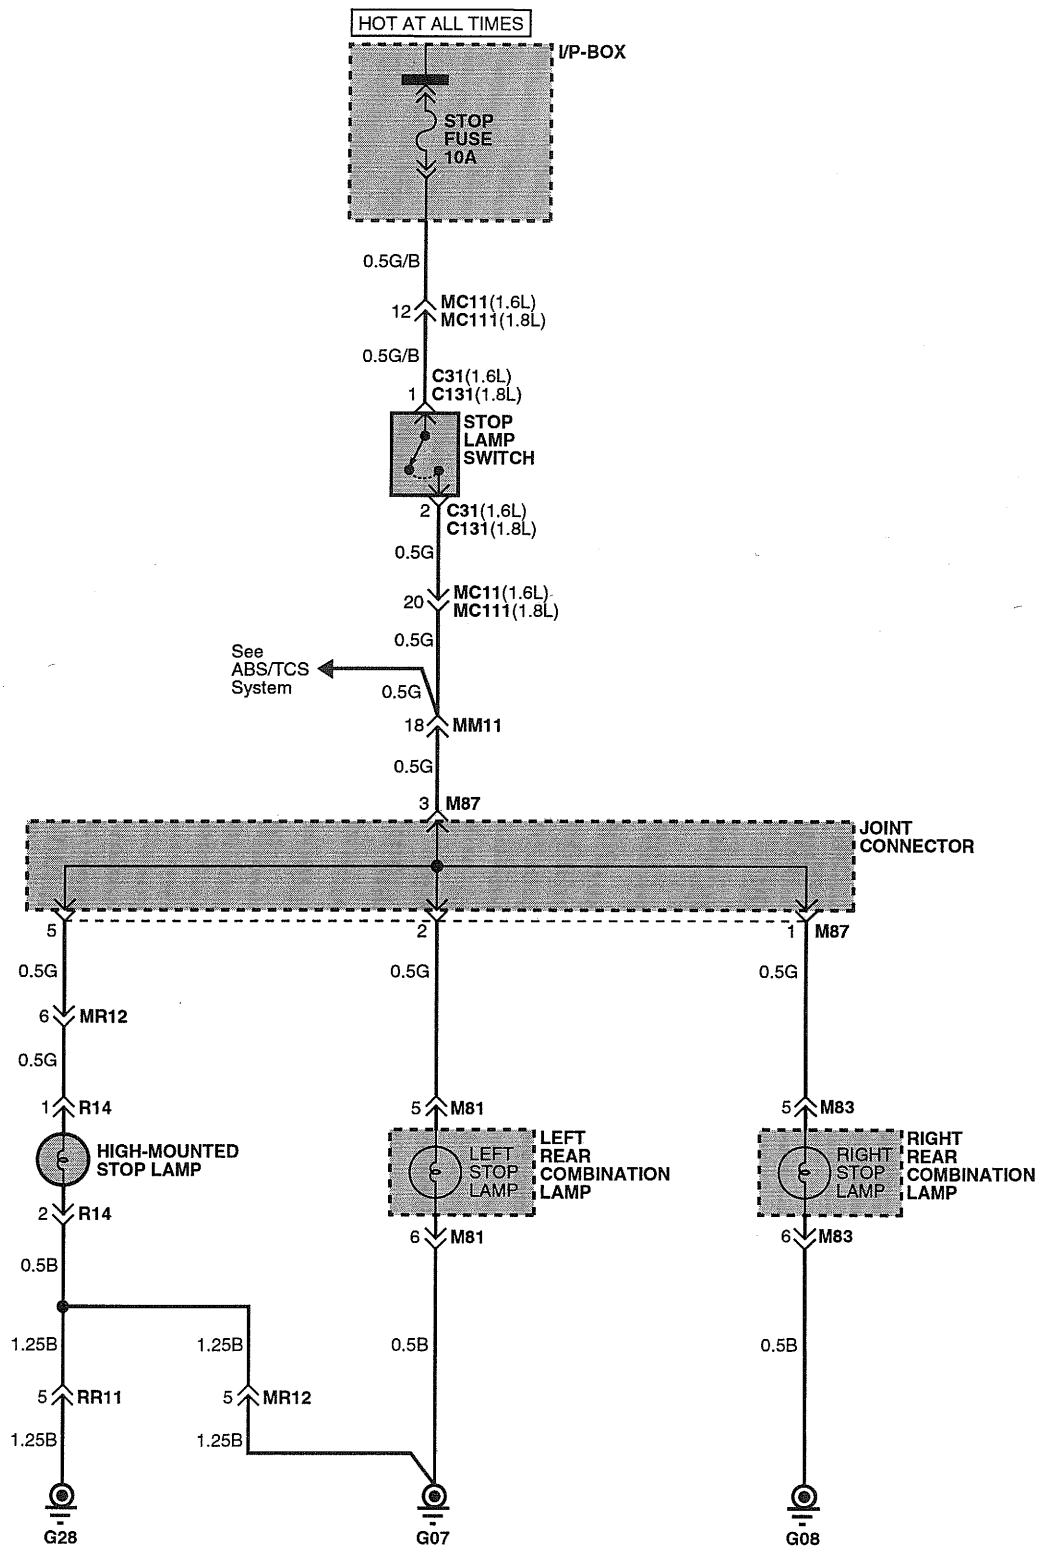 HOT AT ALL TIMES
I/P-BOX
STOP
FUSE
10A
0.5G/B
12
MC11(1.6L)
MC111(1.8L)
0.5G/B
C31(1.6L)
1
C131(1.8L)
STOP
LAMP
SWITCH
2
C31(1.6L)
C131(1.8L)
0.5G
20
MC11(1.6L)
MC111(1.8L)
0.5G
See
ABS/TCS
System
0.5G
18
MM11
0.5G
3
M87
JOINT
CONNECTOR
5
2
1
M87
0.5G
0.5G
0.5G
6
MR12
0.5G
1
R14
5
M81
5
M83
HIGH-MOUNTED
STOP LAMP
LEFT
STOP
LAMP
LEFT
REAR
COMBINATION
LAMP
RIGHT
STOP
LAMP
RIGHT
REAR
COMBINATION
LAMP
2
R14
6
M81
6
M83
0.5B
1.25B
1.25B
0.5B
0.5B
5
RR11
5
MR12
1.25B
1.25B
G28
G07
G08